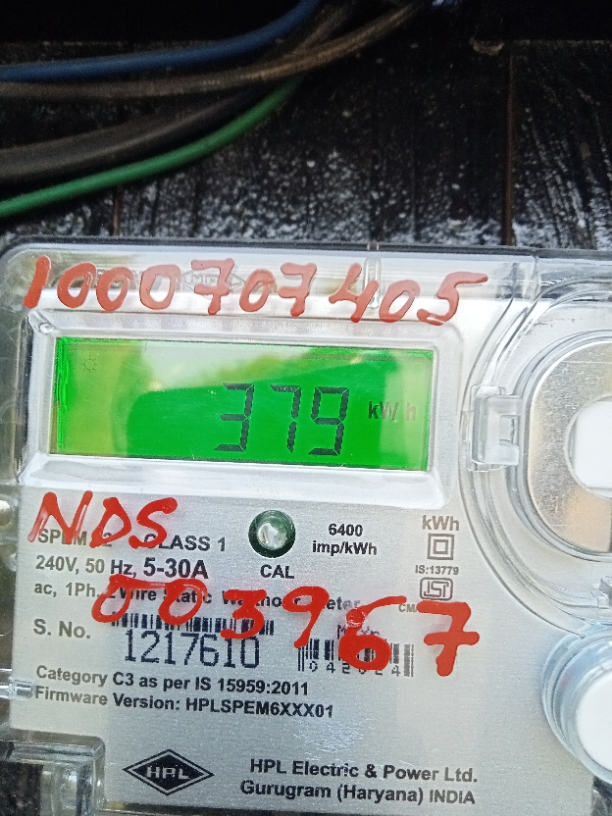 1000707405
379 kWh
NDS
CLASS 1
6400
imp/kWh
kWh
240V, 50 Hz, 5-30A
CAL
IS:13779
ac, 1Ph.
003967
S. No.
1217610
Category C3 as per IS 15959:2011
Firmware Version: HPLSPEM6XXX01
HPL
HPL Electric & Power Ltd.
Gurugram (Haryana) INDIA